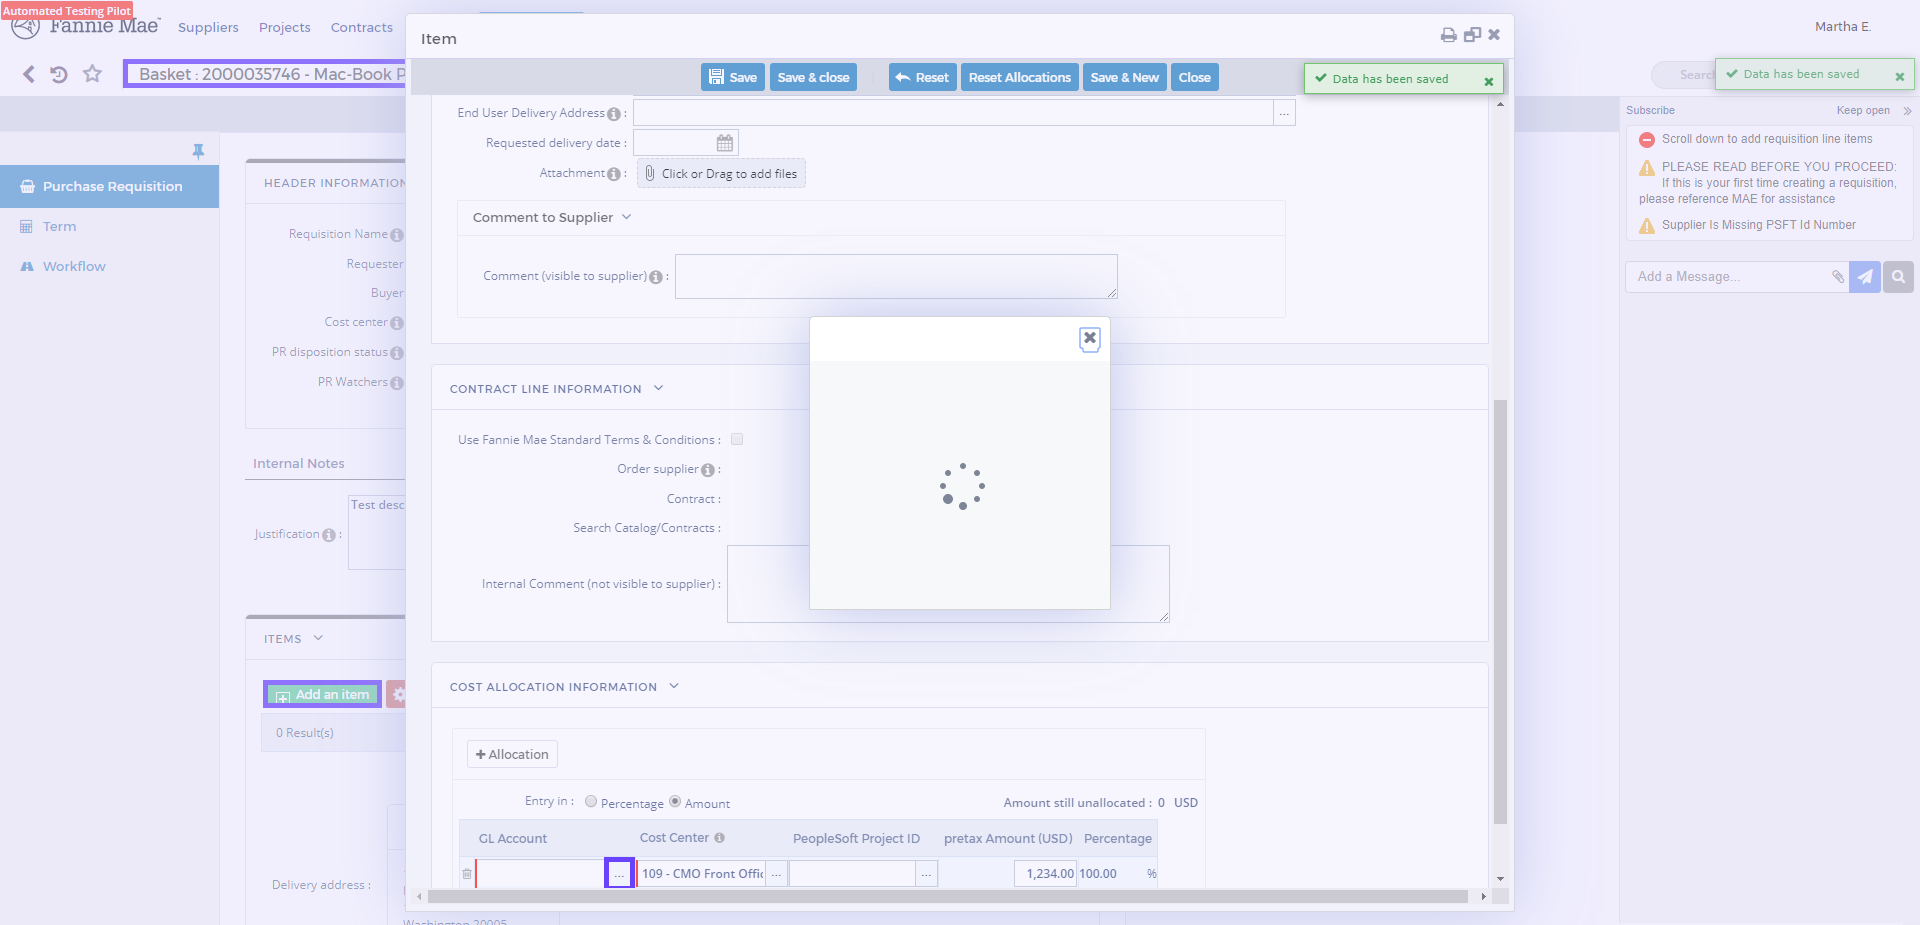 Automated Testing Pilot
Fannie Mae
Suppliers
Projects
Contracts
Martha E.
Basket : 2000035746 - Mac-Book P
Search
Data has been saved
Purchase Requisition
Term
Workflow
HEADER INFORMATION
Requisition Name
Requester
Buyer
Cost center
PR disposition status
PR Watchers
Internal Notes
Justification :
Test desc
ITEMS
Add an item
0 Result(s)
Delivery address :
Washington 20005
Item
Save
Save & close
Reset
Reset Allocations
Save & New
Close
Data has been saved
End User Delivery Address :
...
Requested delivery date :
Attachment :
Click or Drag to add files
Comment to Supplier
Comment (visible to supplier) :
CONTRACT LINE INFORMATION
Use Fannie Mae Standard Terms & Conditions :
Order supplier :
Contract :
Search Catalog/Contracts :
Internal Comment (not visible to supplier) :
COST ALLOCATION INFORMATION
+ Allocation
Entry in : Percentage Amount
Amount still unallocated : 0 USD
GL Account Cost Center PeopleSoft Project ID pretax Amount (USD) Percentage
... 109 - CMO Front Offic ... ... 1,234.00 100.00 %
Subscribe
Keep open
Scroll down to add requisition line items
PLEASE READ BEFORE YOU PROCEED:
If this is your first time creating a requisition,
please reference MAE for assistance
Supplier Is Missing PSFT Id Number
Add a Message...